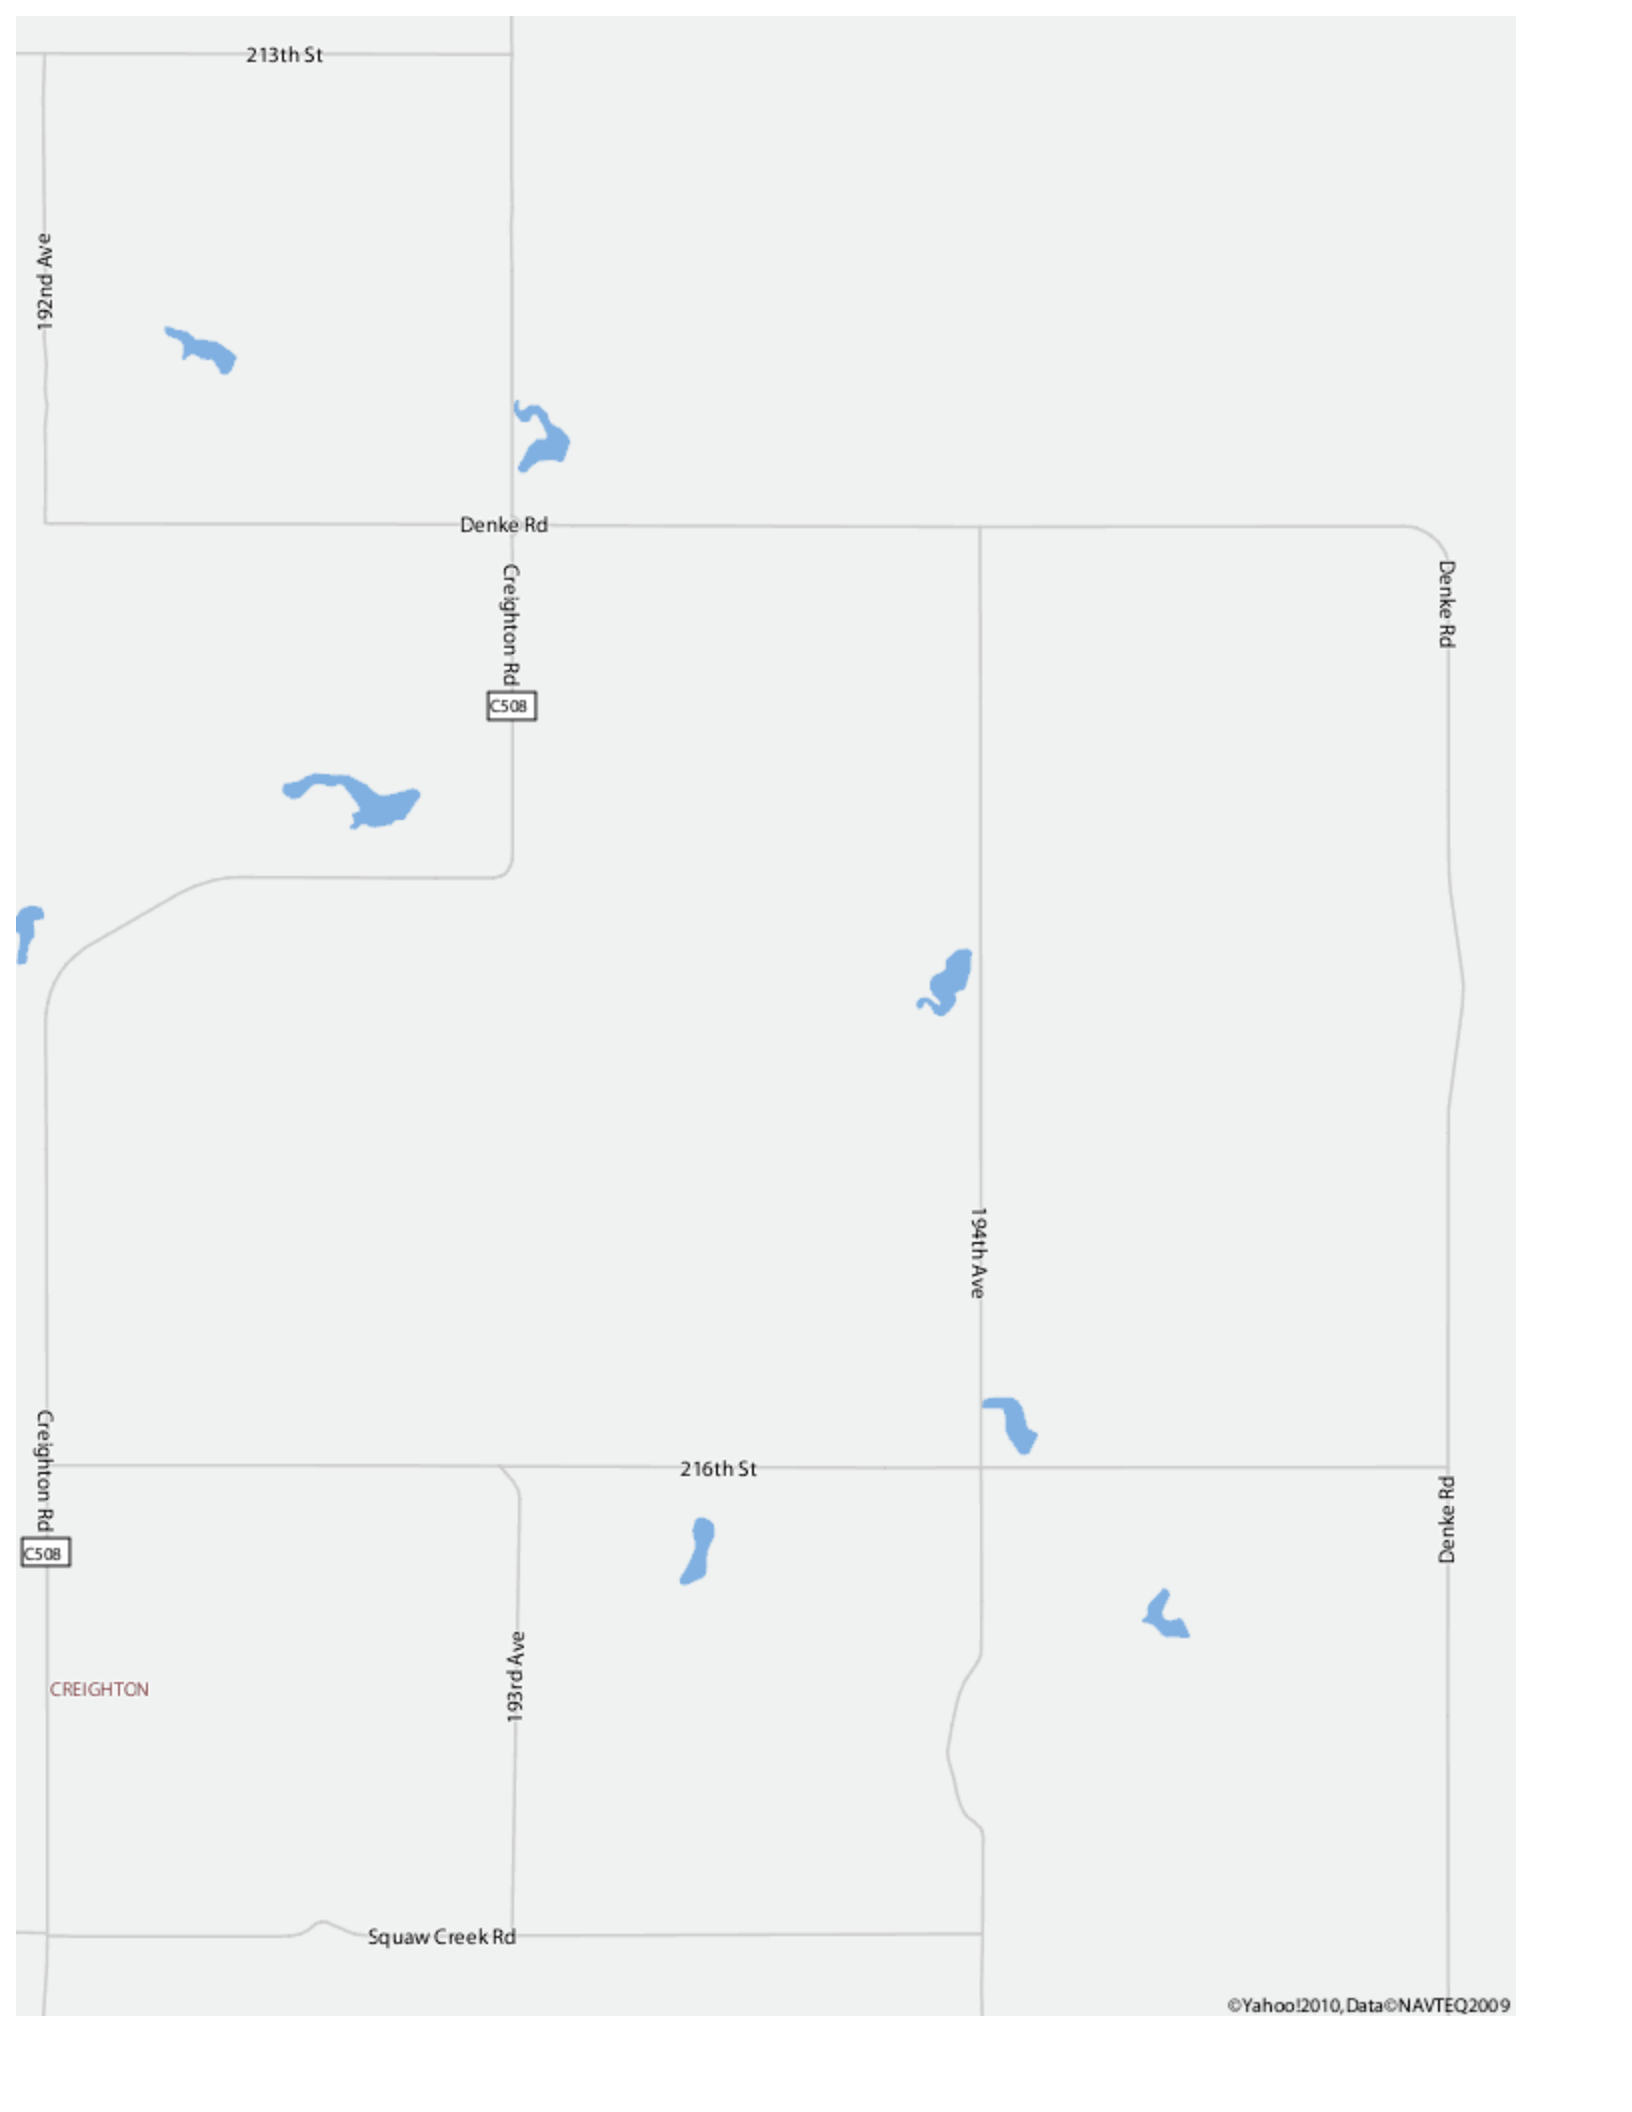 213th St
192nd Ave
Denke Rd
Creighton Rd
Denke Rd
C508
194th Ave
Creighton Rd
216th St
Denke Rd
C508
193rd Ave
CREIGHTON
Squaw Creek Rd
©Yahoo!2010,Data©NAVTEQ2009